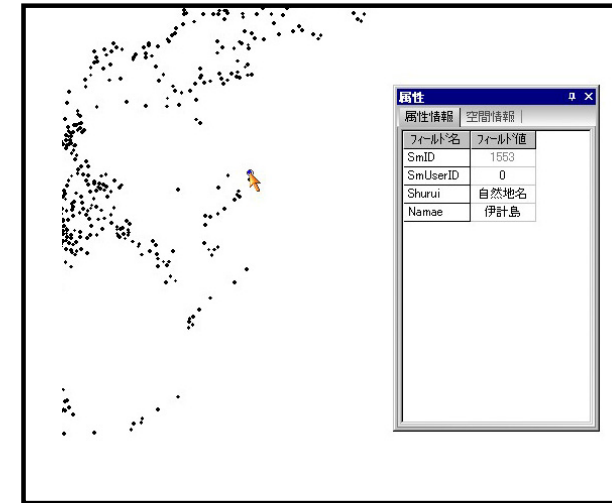 属性
属性情報 空間情報
フィールド名 フィールド値
SmID 1553
SmUserID 0
Shurui 自然地名
Namae 伊計島